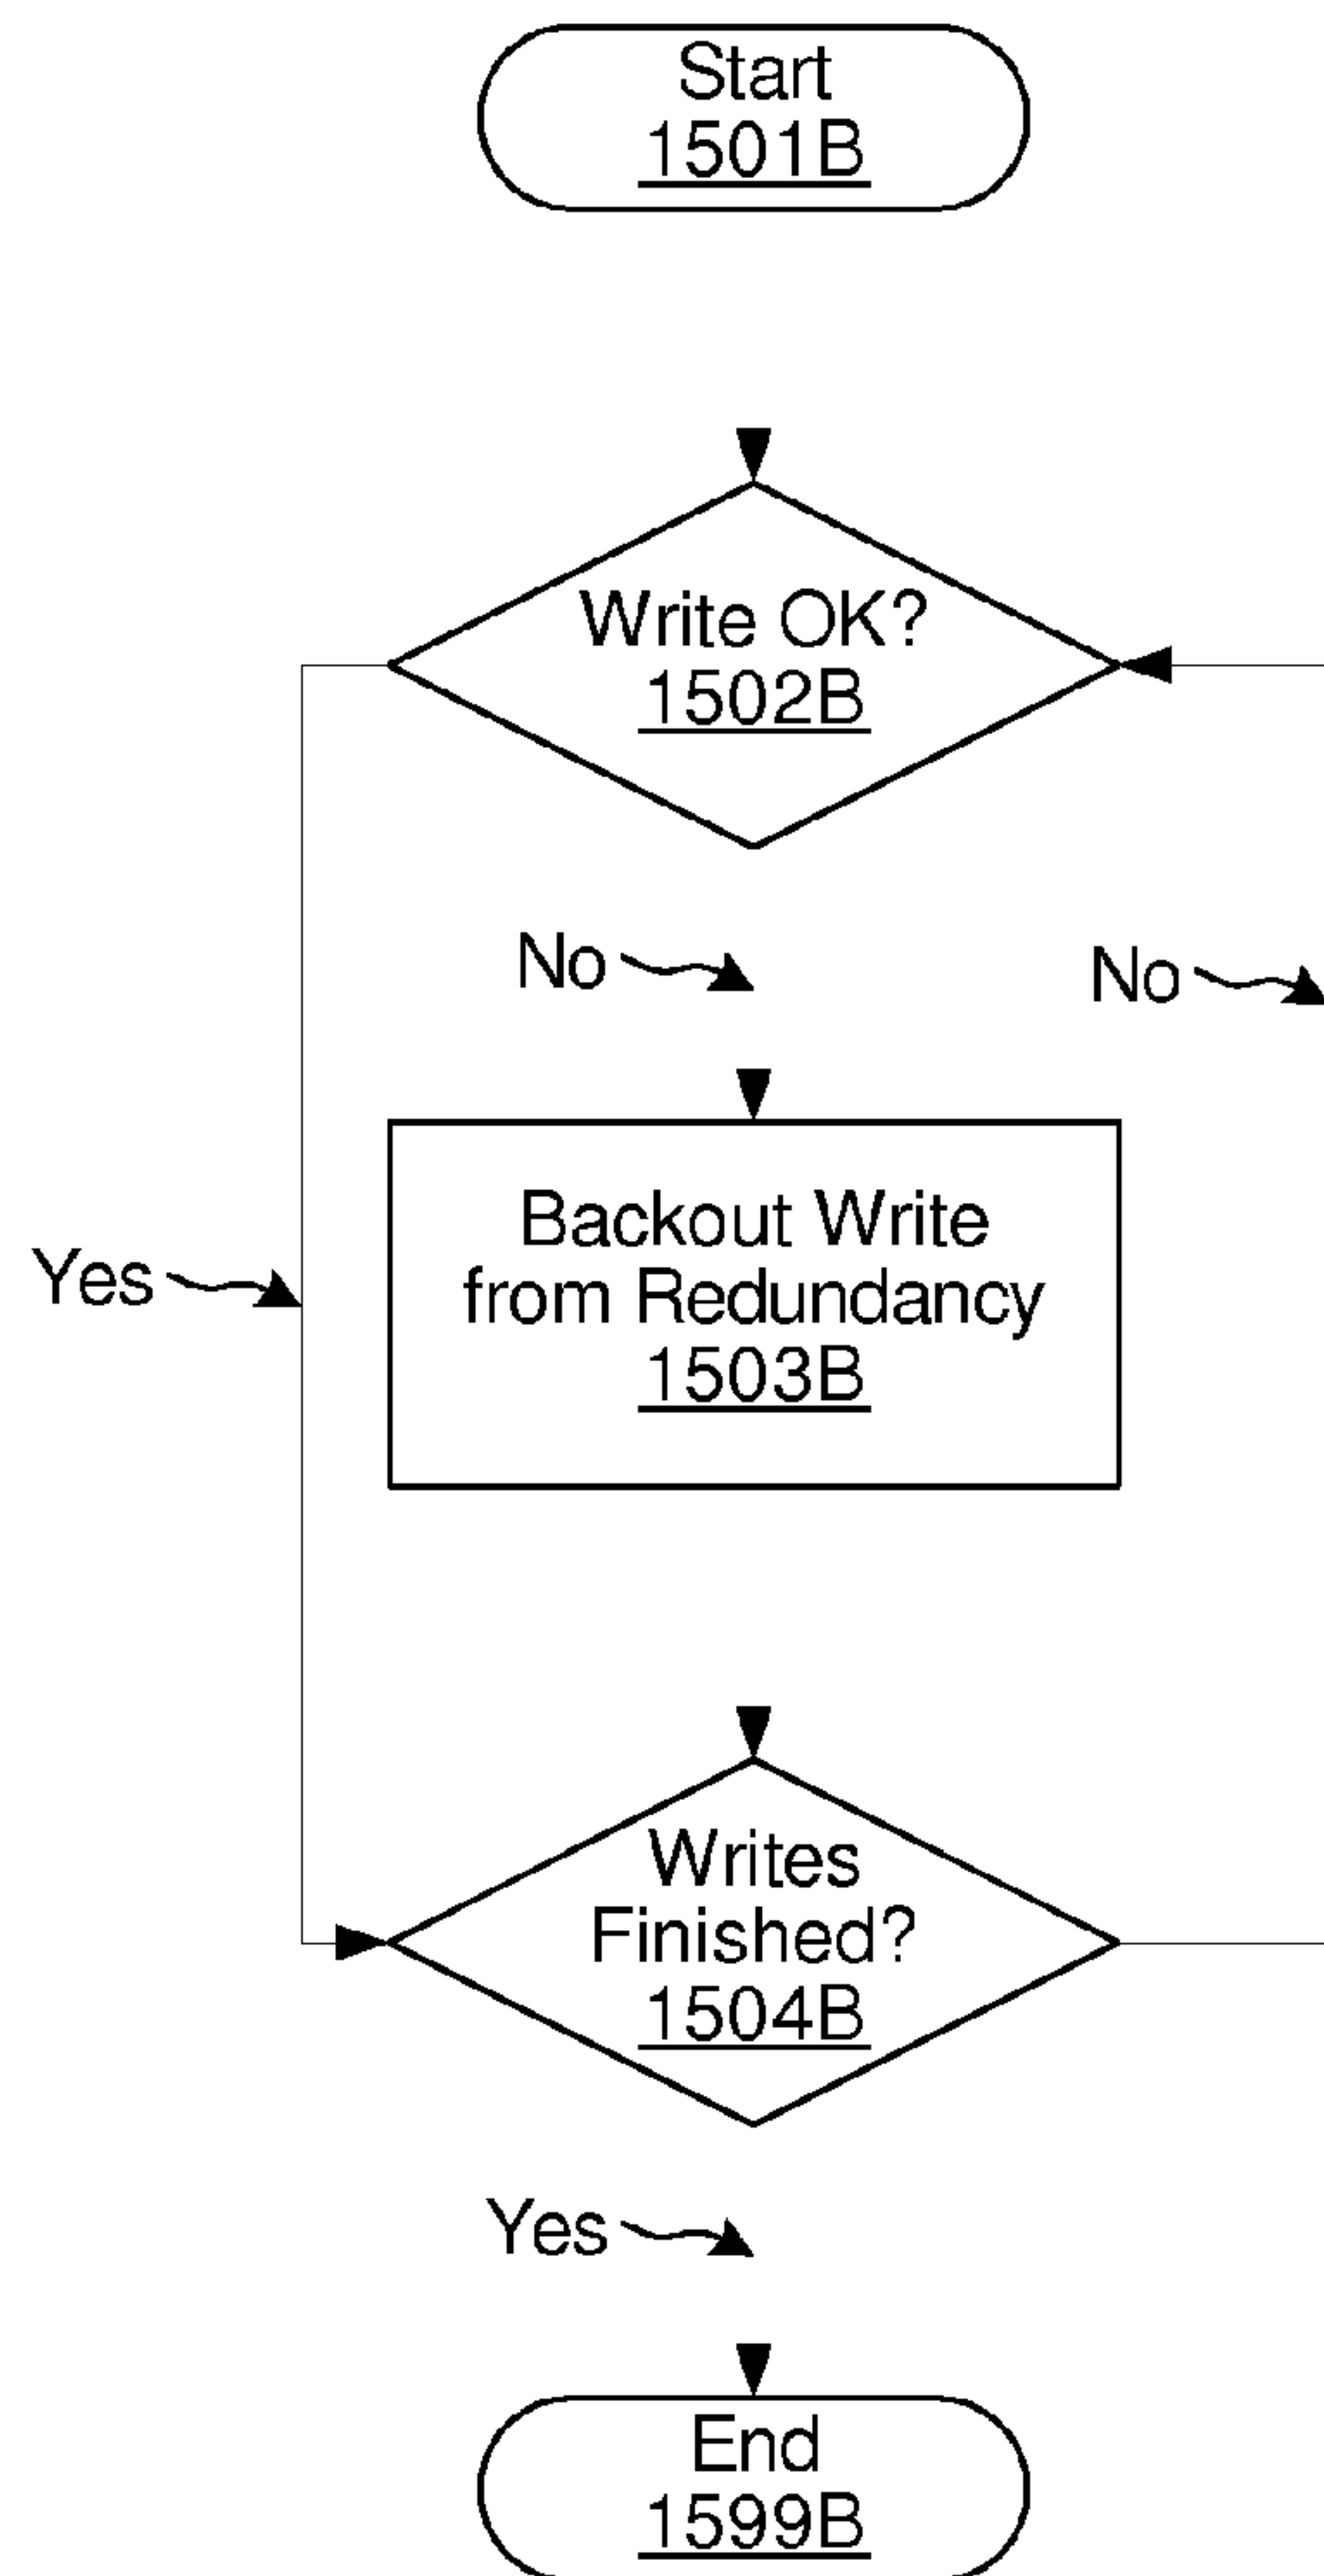 Start
1501B
Write OK?
1502B
No
No
Backout Write
from Redundancy
1503B
Yes
Writes
Finished?
1504B
Yes
End
1599B